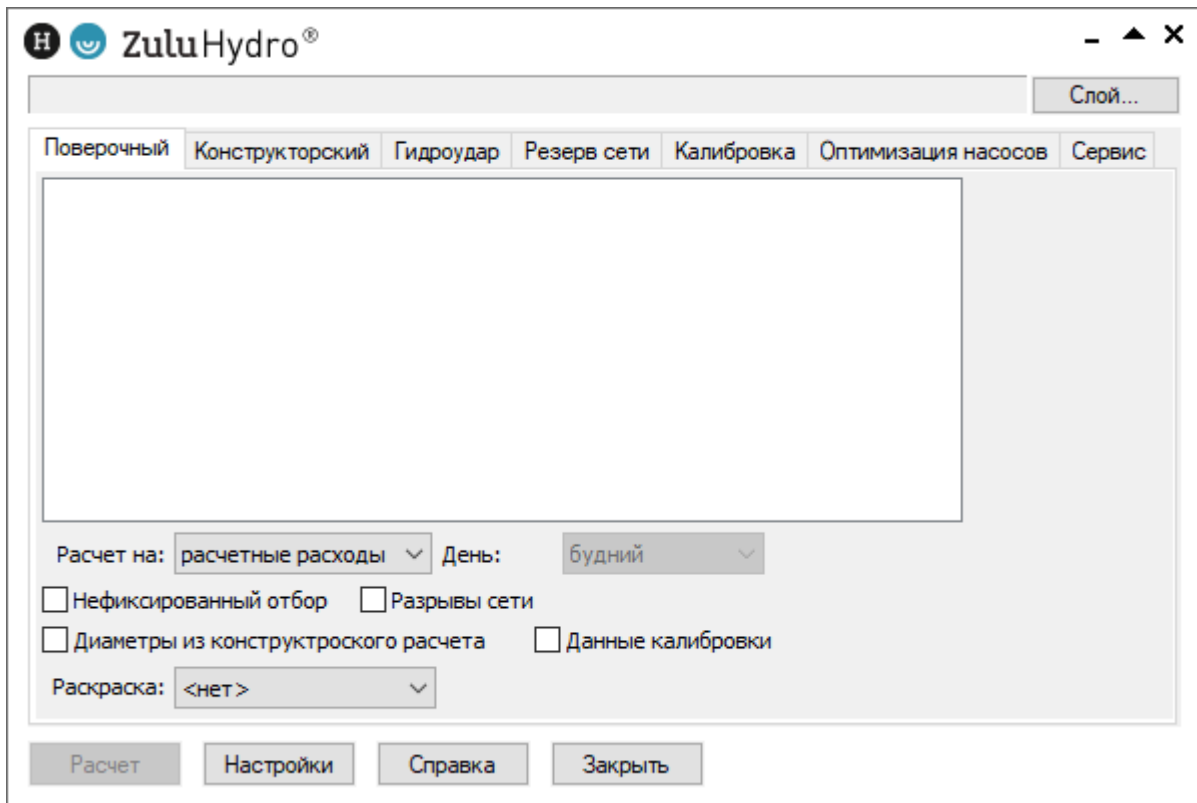 H ZuluHydro®
Слой...
Поверочный Конструкторский Гидроудар Резерв сети Калибровка Оптимизация насосов Сервис
Расчет на: расчетные расходы День: будний
Нефиксированный отбор Разрывы сети
Диаметры из конструктроского расчета Данные калибровки
Раскраска: <нет>
Расчет Настройки Справка Закрыть